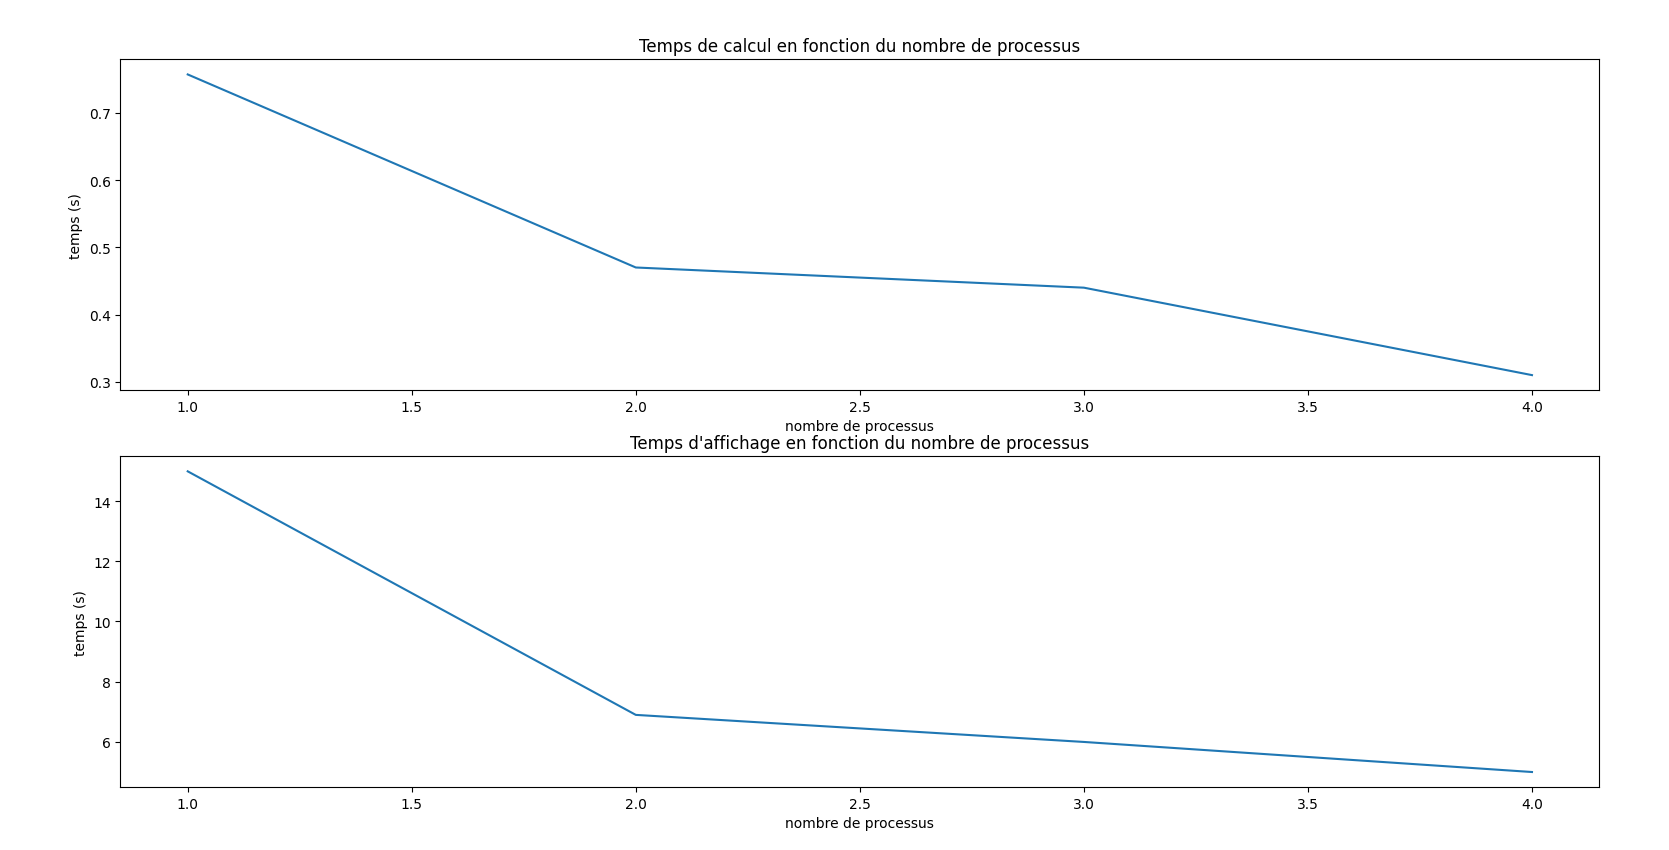 Temps de calcul en fonction du nombre de processus
0.7
0.6
0.5
0.4
0.3
temps (s)
1.0 1.5 2.0 2.5 3.0 3.5 4.0
nombre de processus
Temps d'affichage en fonction du nombre de processus
14
12
10
8
6
temps (s)
1.0 1.5 2.0 2.5 3.0 3.5 4.0
nombre de processus